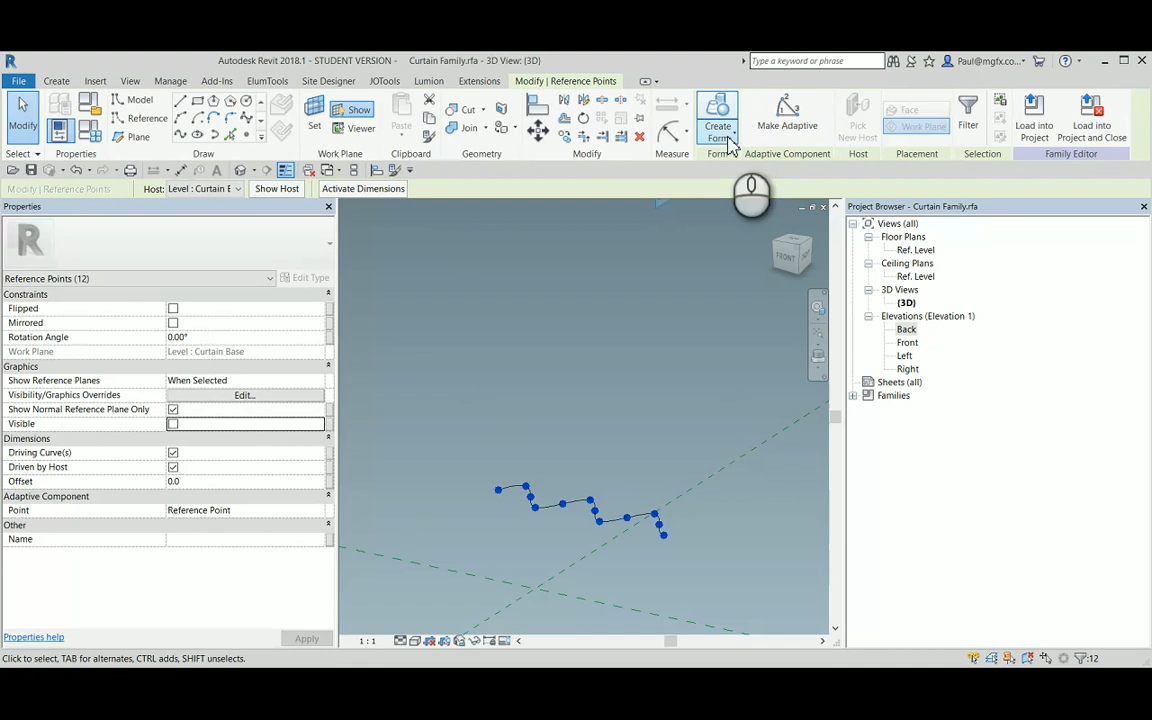 Autodesk Revit 2018.1 - STUDENT VERSION - Curtain Family.rfa - 3D View: {3D}
Type a keyword or phrase
Paul@mgfx.co...
File Create Insert View Manage Add-Ins ElumTools Site Designer JOTools Lumion Extensions Modify | Reference Points
Modify
Model
Reference
Plane
Set
Show
Viewer
Paste
Cut
Join
Create
Form
Make Adaptive
Pick
New Host
Face
Work Plane
Filter
Load into
Project
Load into
Project and Close
Select Properties Draw Work Plane Clipboard Geometry Modify Measure Form Adaptive Component Host Placement Selection Family Editor
Modify | Reference Points
Host: Level : Curtain B
Show Host
Activate Dimensions
Properties
Reference Points (12)
Edit Type
Constraints
Flipped
Mirrored
Rotation Angle 0.00°
Work Plane Level : Curtain Base
Graphics
Show Reference Planes When Selected
Visibility/Graphics Overrides Edit...
Show Normal Reference Plane Only
Visible
Dimensions
Driving Curve(s)
Driven by Host
Offset 0.0
Adaptive Component
Point Reference Point
Other
Name
Properties help
Apply
FRONT
1 : 1
Project Browser - Curtain Family.rfa
Views (all)
Floor Plans
Ref. Level
Ceiling Plans
Ref. Level
3D Views
{3D}
Elevations (Elevation 1)
Back
Front
Left
Right
Sheets (all)
Families
Click to select, TAB for alternates, CTRL adds, SHIFT unselects.
:12